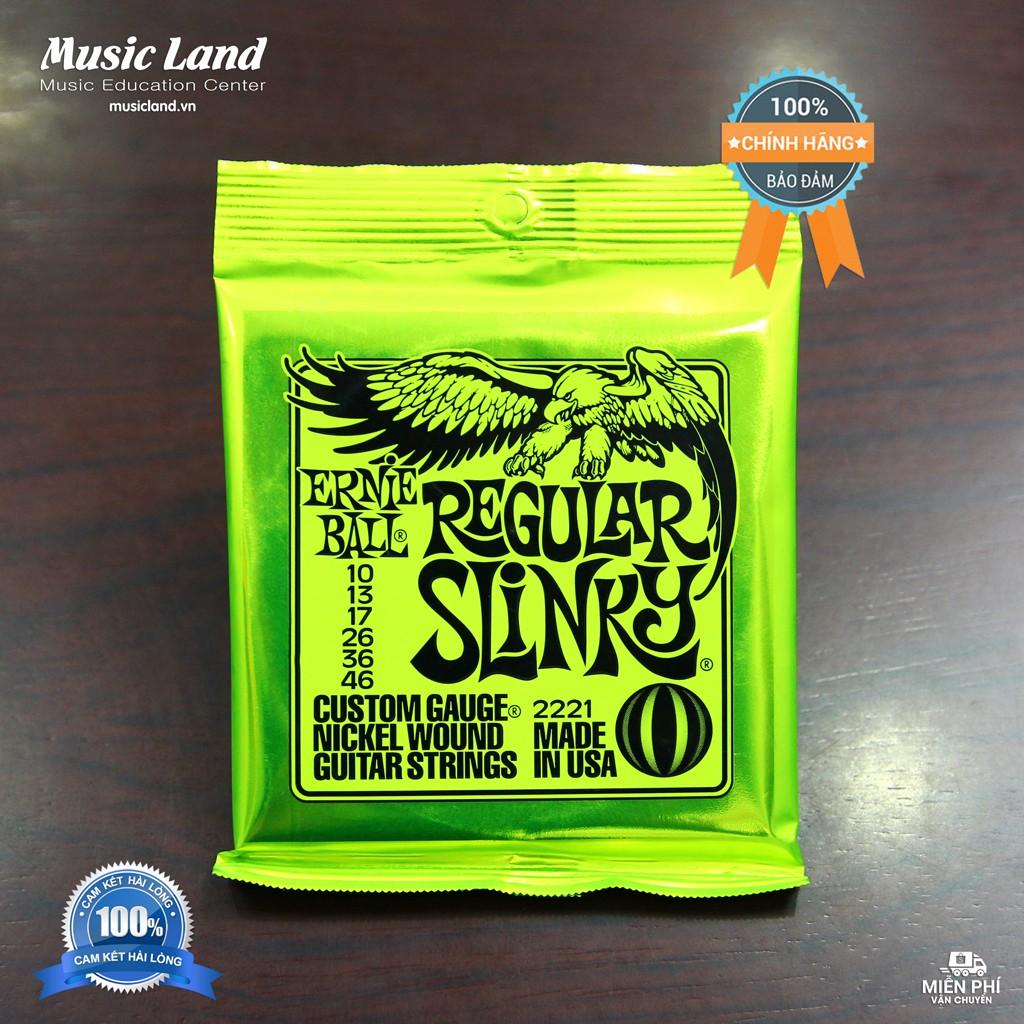 Music Land
Music Education Center
musicland.vn
100%
CHÍNH HÃNG
BẢO ĐẢM
ERNiE
BALL®
REGULAR
SLiNKY®
10
13
17
26
36
46
CUSTOM GAUGE®
NICKEL WOUND
GUITAR STRINGS
2221
MADE
IN USA
CAM KẾT HÀI LÒNG
100%
CAM KẾT HÀI LÒNG
MIỄN PHÍ
VẬN CHUYỂN